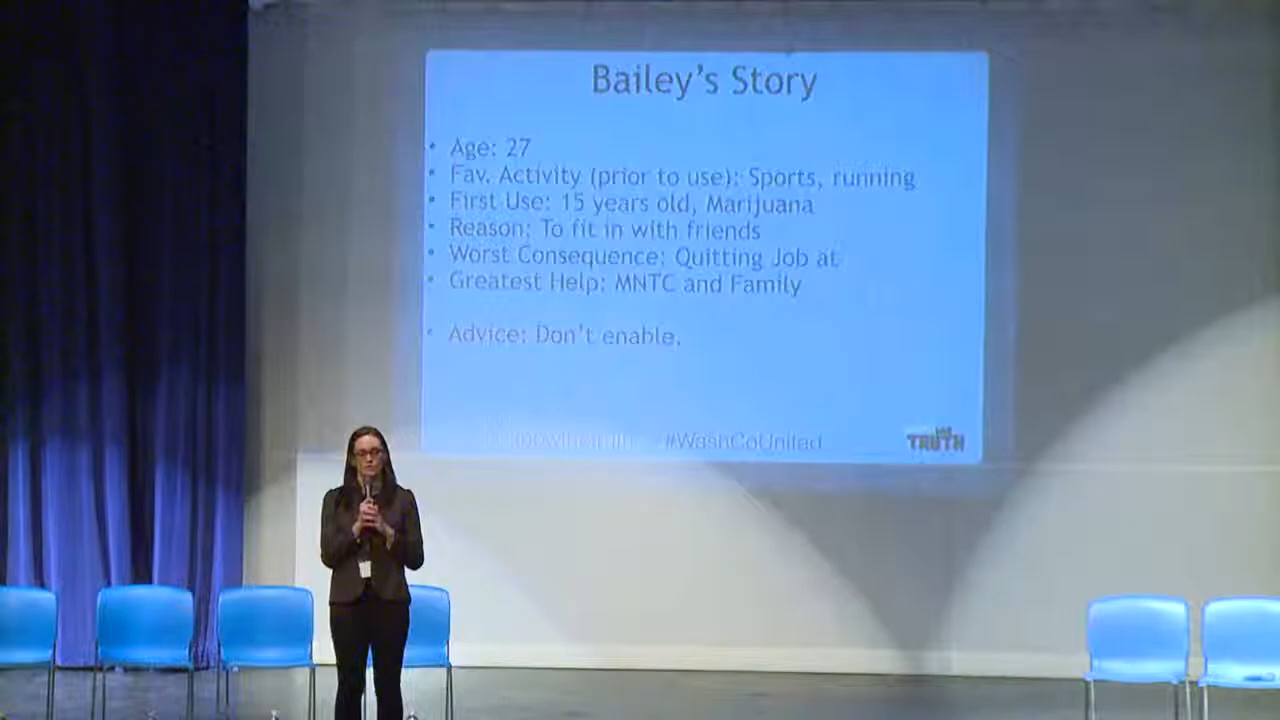 Bailey's Story
• Age: 27
• Fav. Activity (prior to use): Sports, running
• First Use: 15 years old, Marijuana
• Reason: To fit in with friends
• Worst Consequence: Quitting Job at
• Greatest Help: MNTC and Family
• Advice: Don't enable.
#WashCoUnited
TRUTH